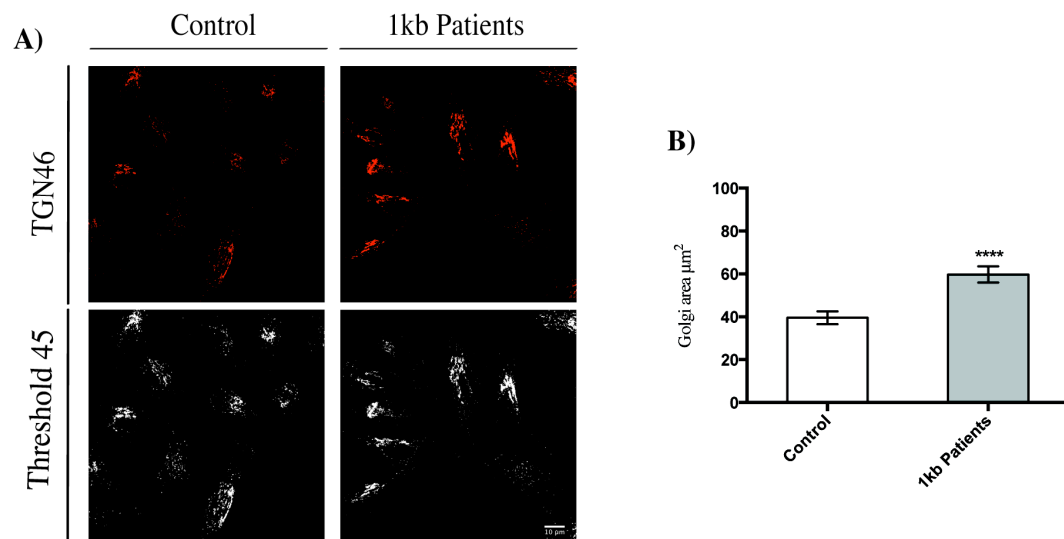 A)
Control
1kb Patients
TGN46
Threshold 45
10 µm
B)
Golgi area µm²
100
80
60
40
20
0
****
Control
1kb Patients